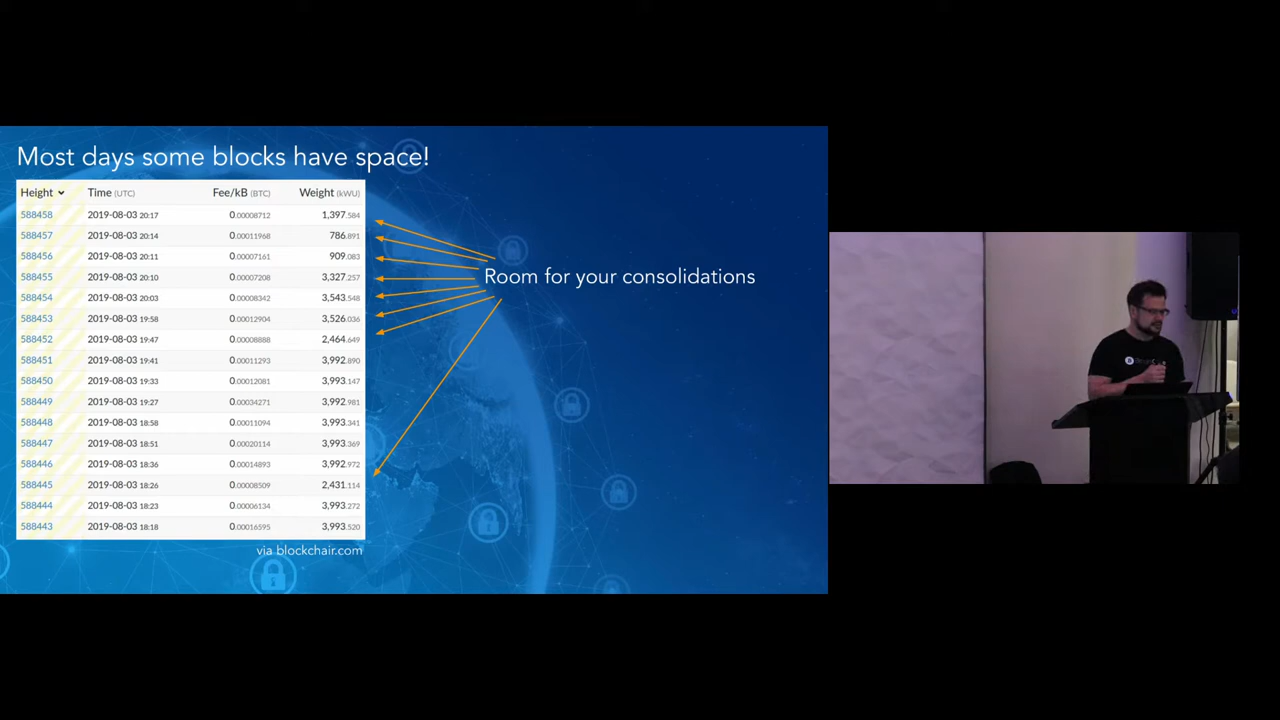 Most days some blocks have space!
Height Time (UTC) Fee/kB (BTC) Weight (kWU)
588458 2019-08-03 20:17 0.00008712 1,397.584
588457 2019-08-03 20:14 0.00011968 786.891
588456 2019-08-03 20:11 0.00007161 909.083
588455 2019-08-03 20:10 0.00007208 3,327.257
588454 2019-08-03 20:03 0.00008342 3,543.548
588453 2019-08-03 19:58 0.00012904 3,526.036
588452 2019-08-03 19:47 0.00008888 2,464.649
588451 2019-08-03 19:41 0.00011293 3,992.890
588450 2019-08-03 19:33 0.00012081 3,993.147
588449 2019-08-03 19:27 0.00034271 3,992.981
588448 2019-08-03 18:58 0.00011094 3,993.341
588447 2019-08-03 18:51 0.00020114 3,993.369
588446 2019-08-03 18:36 0.00014893 3,992.972
588445 2019-08-03 18:26 0.00008509 2,431.114
588444 2019-08-03 18:23 0.00006134 3,993.272
588443 2019-08-03 18:18 0.00016595 3,993.520
via blockchair.com
Room for your consolidations